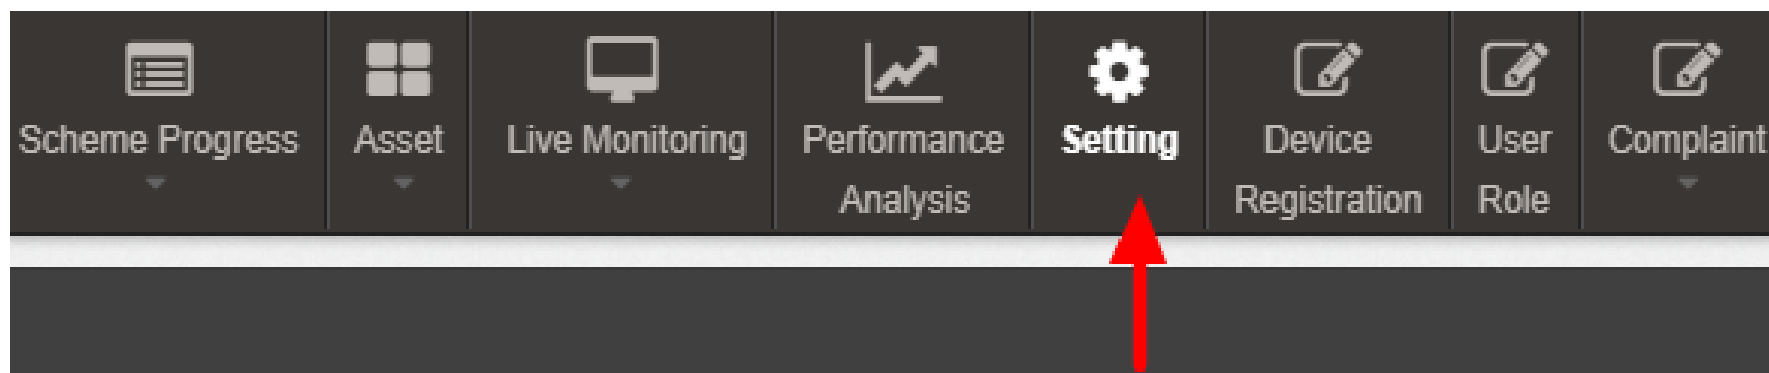 Scheme Progress
Asset
Live Monitoring
Performance
Analysis
Setting
Device
Registration
User
Role
Complaint